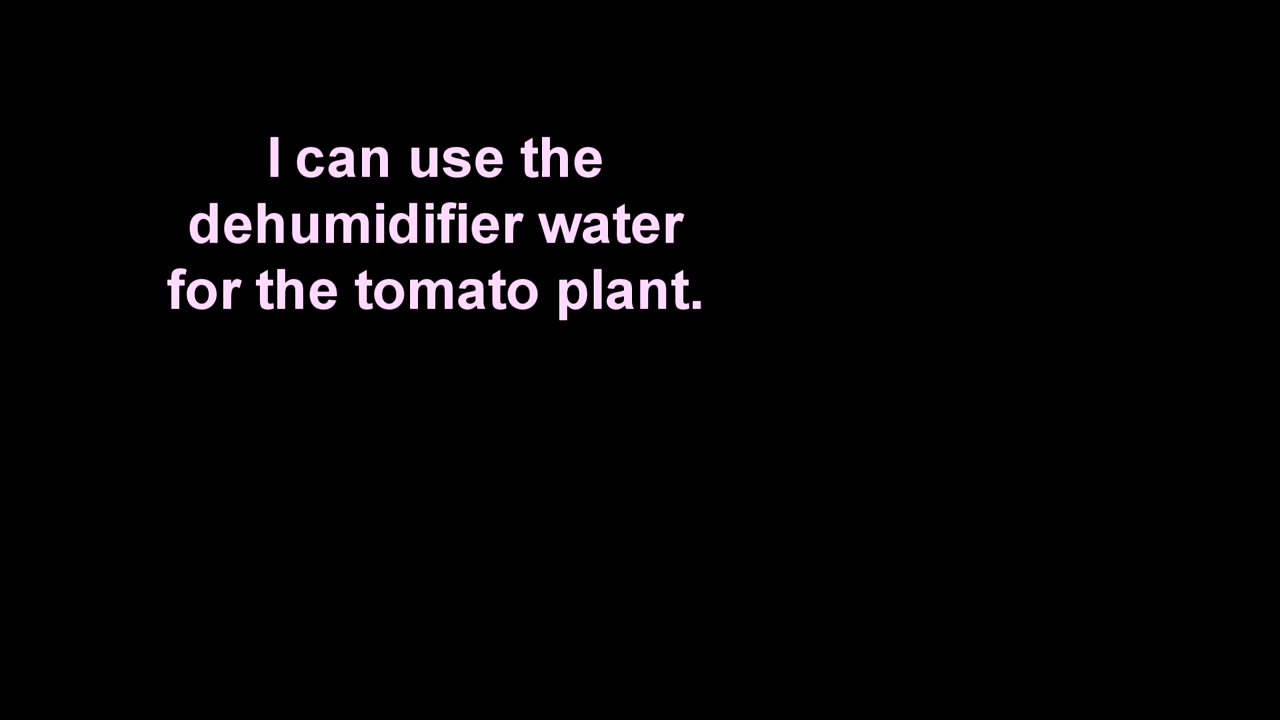 I can use the
dehumidifier water
for the tomato plant.